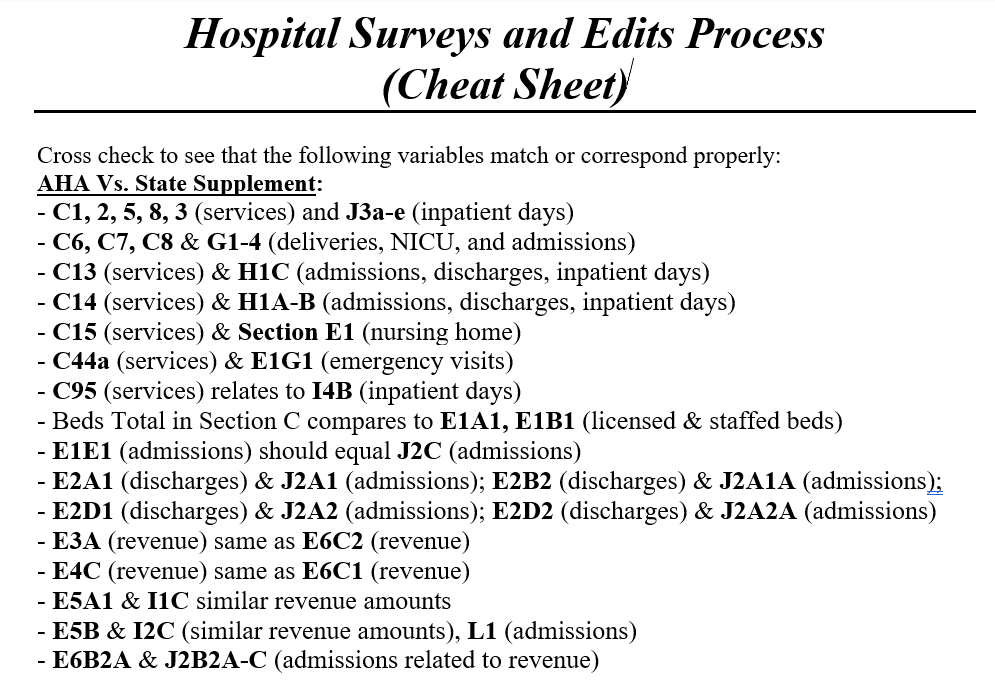 Hospital Surveys and Edits Process
(Cheat Sheet)
Cross check to see that the following variables match or correspond properly:
AHA Vs. State Supplement:
- C1, 2, 5, 8, 3 (services) and J3a-e (inpatient days)
- C6, C7, C8 & G1-4 (deliveries, NICU, and admissions)
- C13 (services) & H1C (admissions, discharges, inpatient days)
- C14 (services) & H1A-B (admissions, discharges, inpatient days)
- C15 (services) & Section E1 (nursing home)
- C44a (services) & E1G1 (emergency visits)
- C95 (services) relates to I4B (inpatient days)
- Beds Total in Section C compares to E1A1, E1B1 (licensed & staffed beds)
- E1E1 (admissions) should equal J2C (admissions)
- E2A1 (discharges) & J2A1 (admissions); E2B2 (discharges) & J2A1A (admissions);
- E2D1 (discharges) & J2A2 (admissions); E2D2 (discharges) & J2A2A (admissions)
- E3A (revenue) same as E6C2 (revenue)
- E4C (revenue) same as E6C1 (revenue)
- E5A1 & I1C similar revenue amounts
- E5B & I2C (similar revenue amounts), L1 (admissions)
- E6B2A & J2B2A-C (admissions related to revenue)